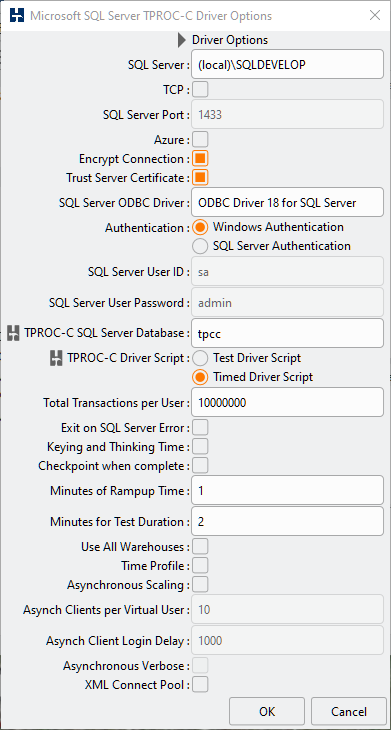 Microsoft SQL Server TPROC-C Driver Options
Driver Options
SQL Server : (local)\SQLDEVELOP
TCP :
SQL Server Port : 1433
Azure :
Encrypt Connection :
Trust Server Certificate :
SQL Server ODBC Driver : ODBC Driver 18 for SQL Server
Authentication : Windows Authentication
SQL Server Authentication
SQL Server User ID : sa
SQL Server User Password : admin
TPROC-C SQL Server Database : tpcc
TPROC-C Driver Script : Test Driver Script
Timed Driver Script
Total Transactions per User : 10000000
Exit on SQL Server Error :
Keying and Thinking Time :
Checkpoint when complete :
Minutes of Rampup Time : 1
Minutes for Test Duration : 2
Use All Warehouses :
Time Profile :
Asynchronous Scaling :
Asynch Clients per Virtual User : 10
Asynch Client Login Delay : 1000
Asynchronous Verbose :
XML Connect Pool :
OK Cancel